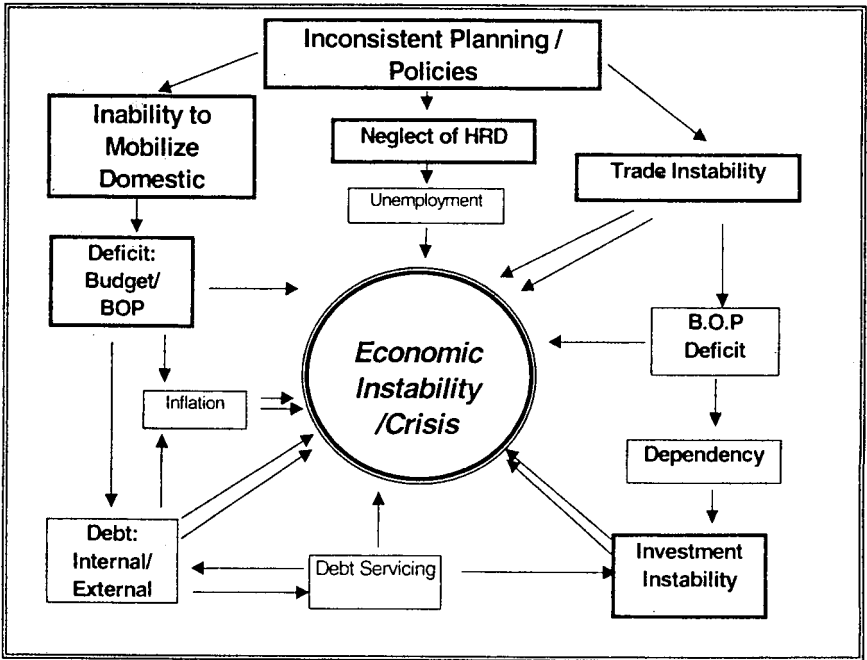 Inconsistent Planning /
Policies
Inability to
Mobilize
Domestic
Neglect of HRD
Trade Instability
Unemployment
Deficit:
Budget/
BOP
B.O.P
Deficit
Economic
Instability
/Crisis
Inflation
Dependency
Debt:
Internal/
External
Debt Servicing
Investment
Instability